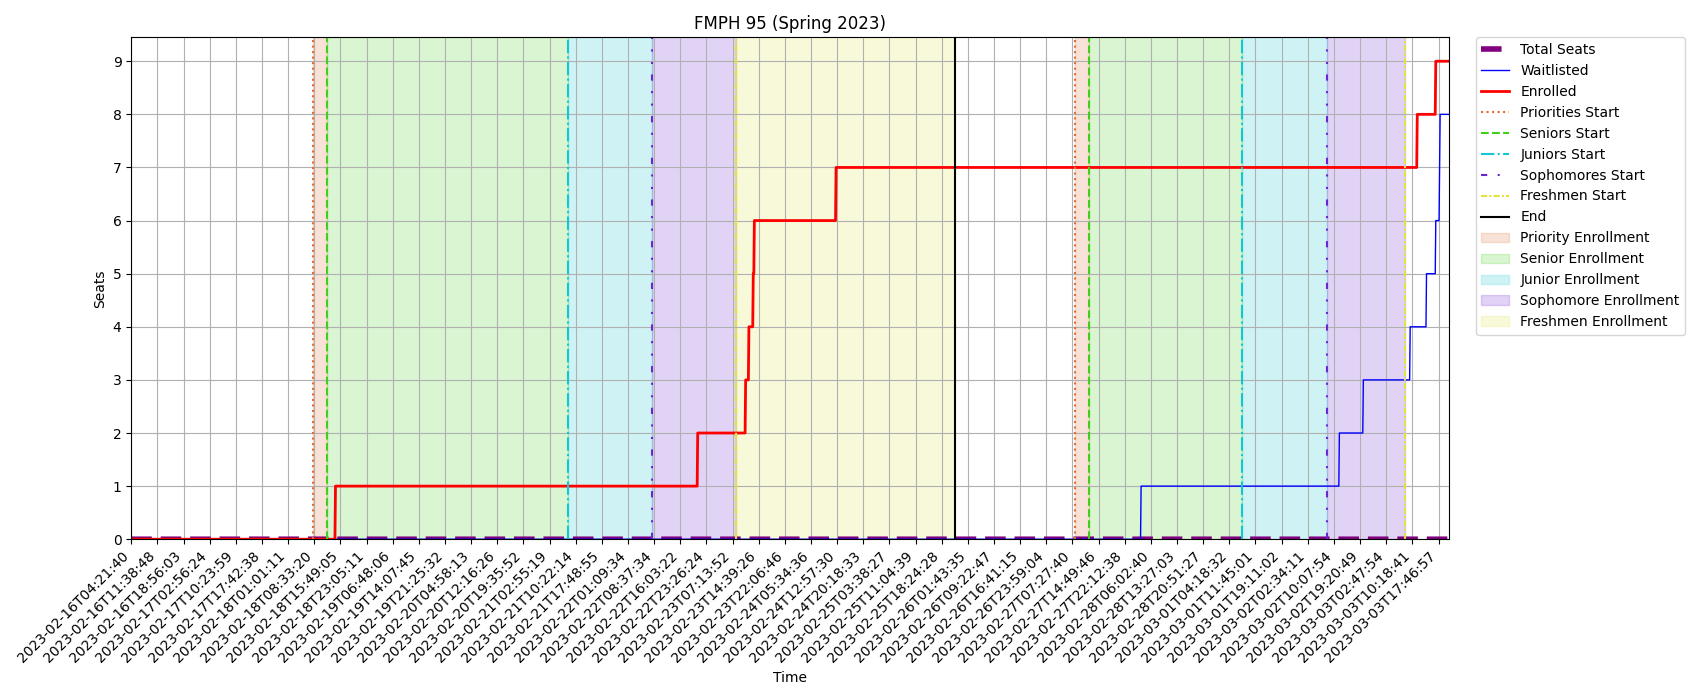 FMPH 95 (Spring 2023)
Seats
9
8
7
6
5
4
3
2
1
0
2023-02-16T04:21:40
2023-02-16T11:38:48
2023-02-16T18:56:03
2023-02-17T02:56:24
2023-02-17T10:23:59
2023-02-17T17:42:38
2023-02-18T01:01:11
2023-02-18T08:33:20
2023-02-18T15:49:05
2023-02-18T23:05:11
2023-02-19T06:48:06
2023-02-19T14:07:45
2023-02-19T21:25:32
2023-02-20T04:58:13
2023-02-20T12:16:26
2023-02-20T19:35:52
2023-02-21T02:55:19
2023-02-21T10:22:14
2023-02-21T17:48:55
2023-02-22T01:09:34
2023-02-22T08:37:34
2023-02-22T16:03:22
2023-02-22T23:26:24
2023-02-23T07:13:52
2023-02-23T14:39:26
2023-02-23T22:06:46
2023-02-24T05:34:36
2023-02-24T12:57:30
2023-02-24T20:18:33
2023-02-25T03:38:27
2023-02-25T11:04:39
2023-02-25T18:24:28
2023-02-26T01:43:35
2023-02-26T09:22:47
2023-02-26T16:41:15
2023-02-26T23:59:04
2023-02-27T07:27:40
2023-02-27T14:49:46
2023-02-27T22:12:38
2023-02-28T06:02:40
2023-02-28T13:27:03
2023-02-28T20:51:27
2023-03-01T04:18:32
2023-03-01T11:45:01
2023-03-01T19:11:02
2023-03-02T02:34:11
2023-03-02T10:07:54
2023-03-02T19:20:49
2023-03-03T02:47:54
2023-03-03T10:18:41
2023-03-03T17:46:57
Time
Total Seats
Waitlisted
Enrolled
Priorities Start
Seniors Start
Juniors Start
Sophomores Start
Freshmen Start
End
Priority Enrollment
Senior Enrollment
Junior Enrollment
Sophomore Enrollment
Freshmen Enrollment